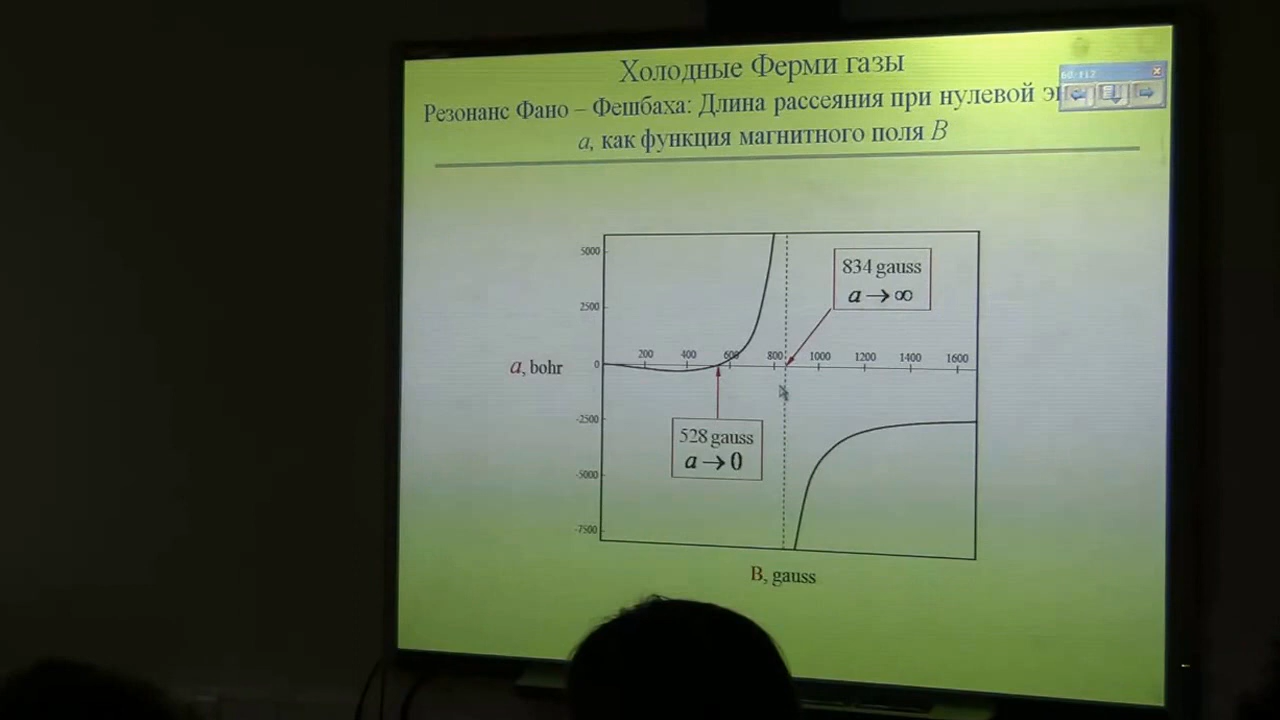 Холодные Ферми газы
Резонанс Фано – Фешбаха: Длина рассеяния при нулевой
a, как функция магнитного поля B
5000
2500
0
-2500
-5000
-7500
200 400 600 800 1000 1200 1400 1600
834 gauss
a → ∞
528 gauss
a → 0
a, bohr
B, gauss